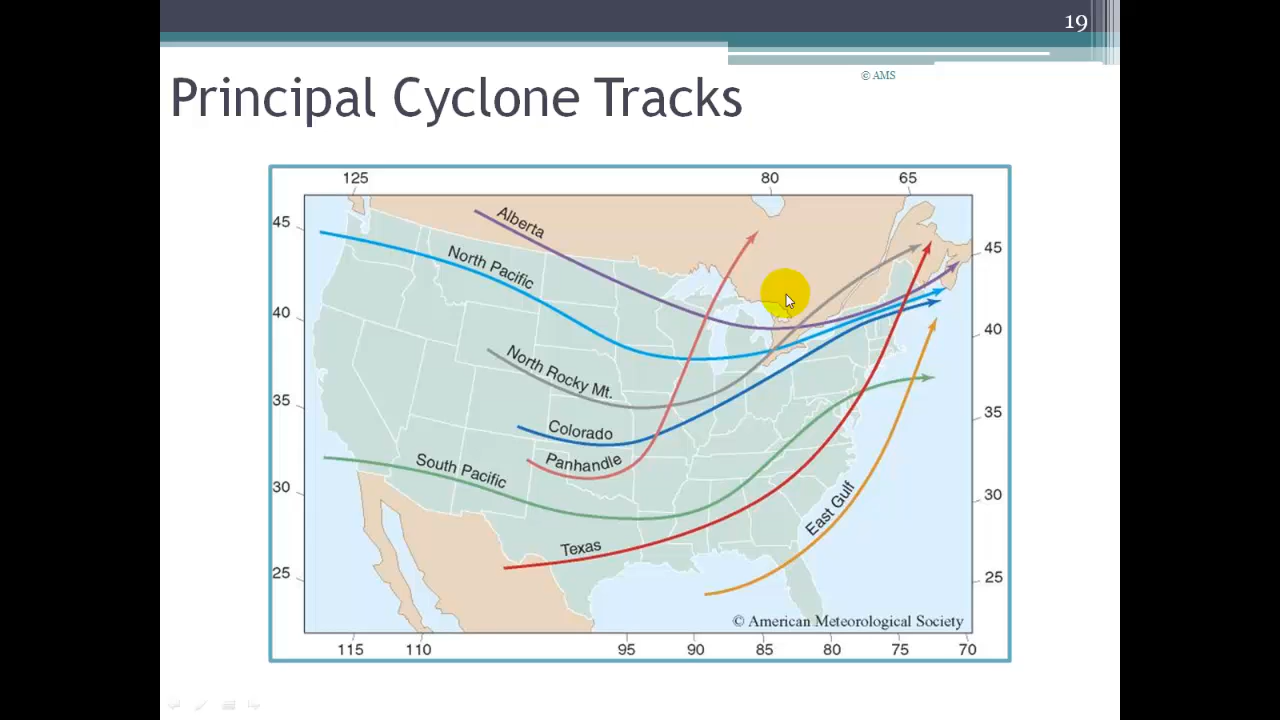 19
© AMS
Principal Cyclone Tracks
125 80 65
45
Alberta
45
North Pacific
40
40
North Rocky Mt.
35
35
Colorado
Panhandle
South Pacific
30
30
East Gulf
Texas
25
25
© American Meteorological Society
115 110 95 90 85 80 75 70